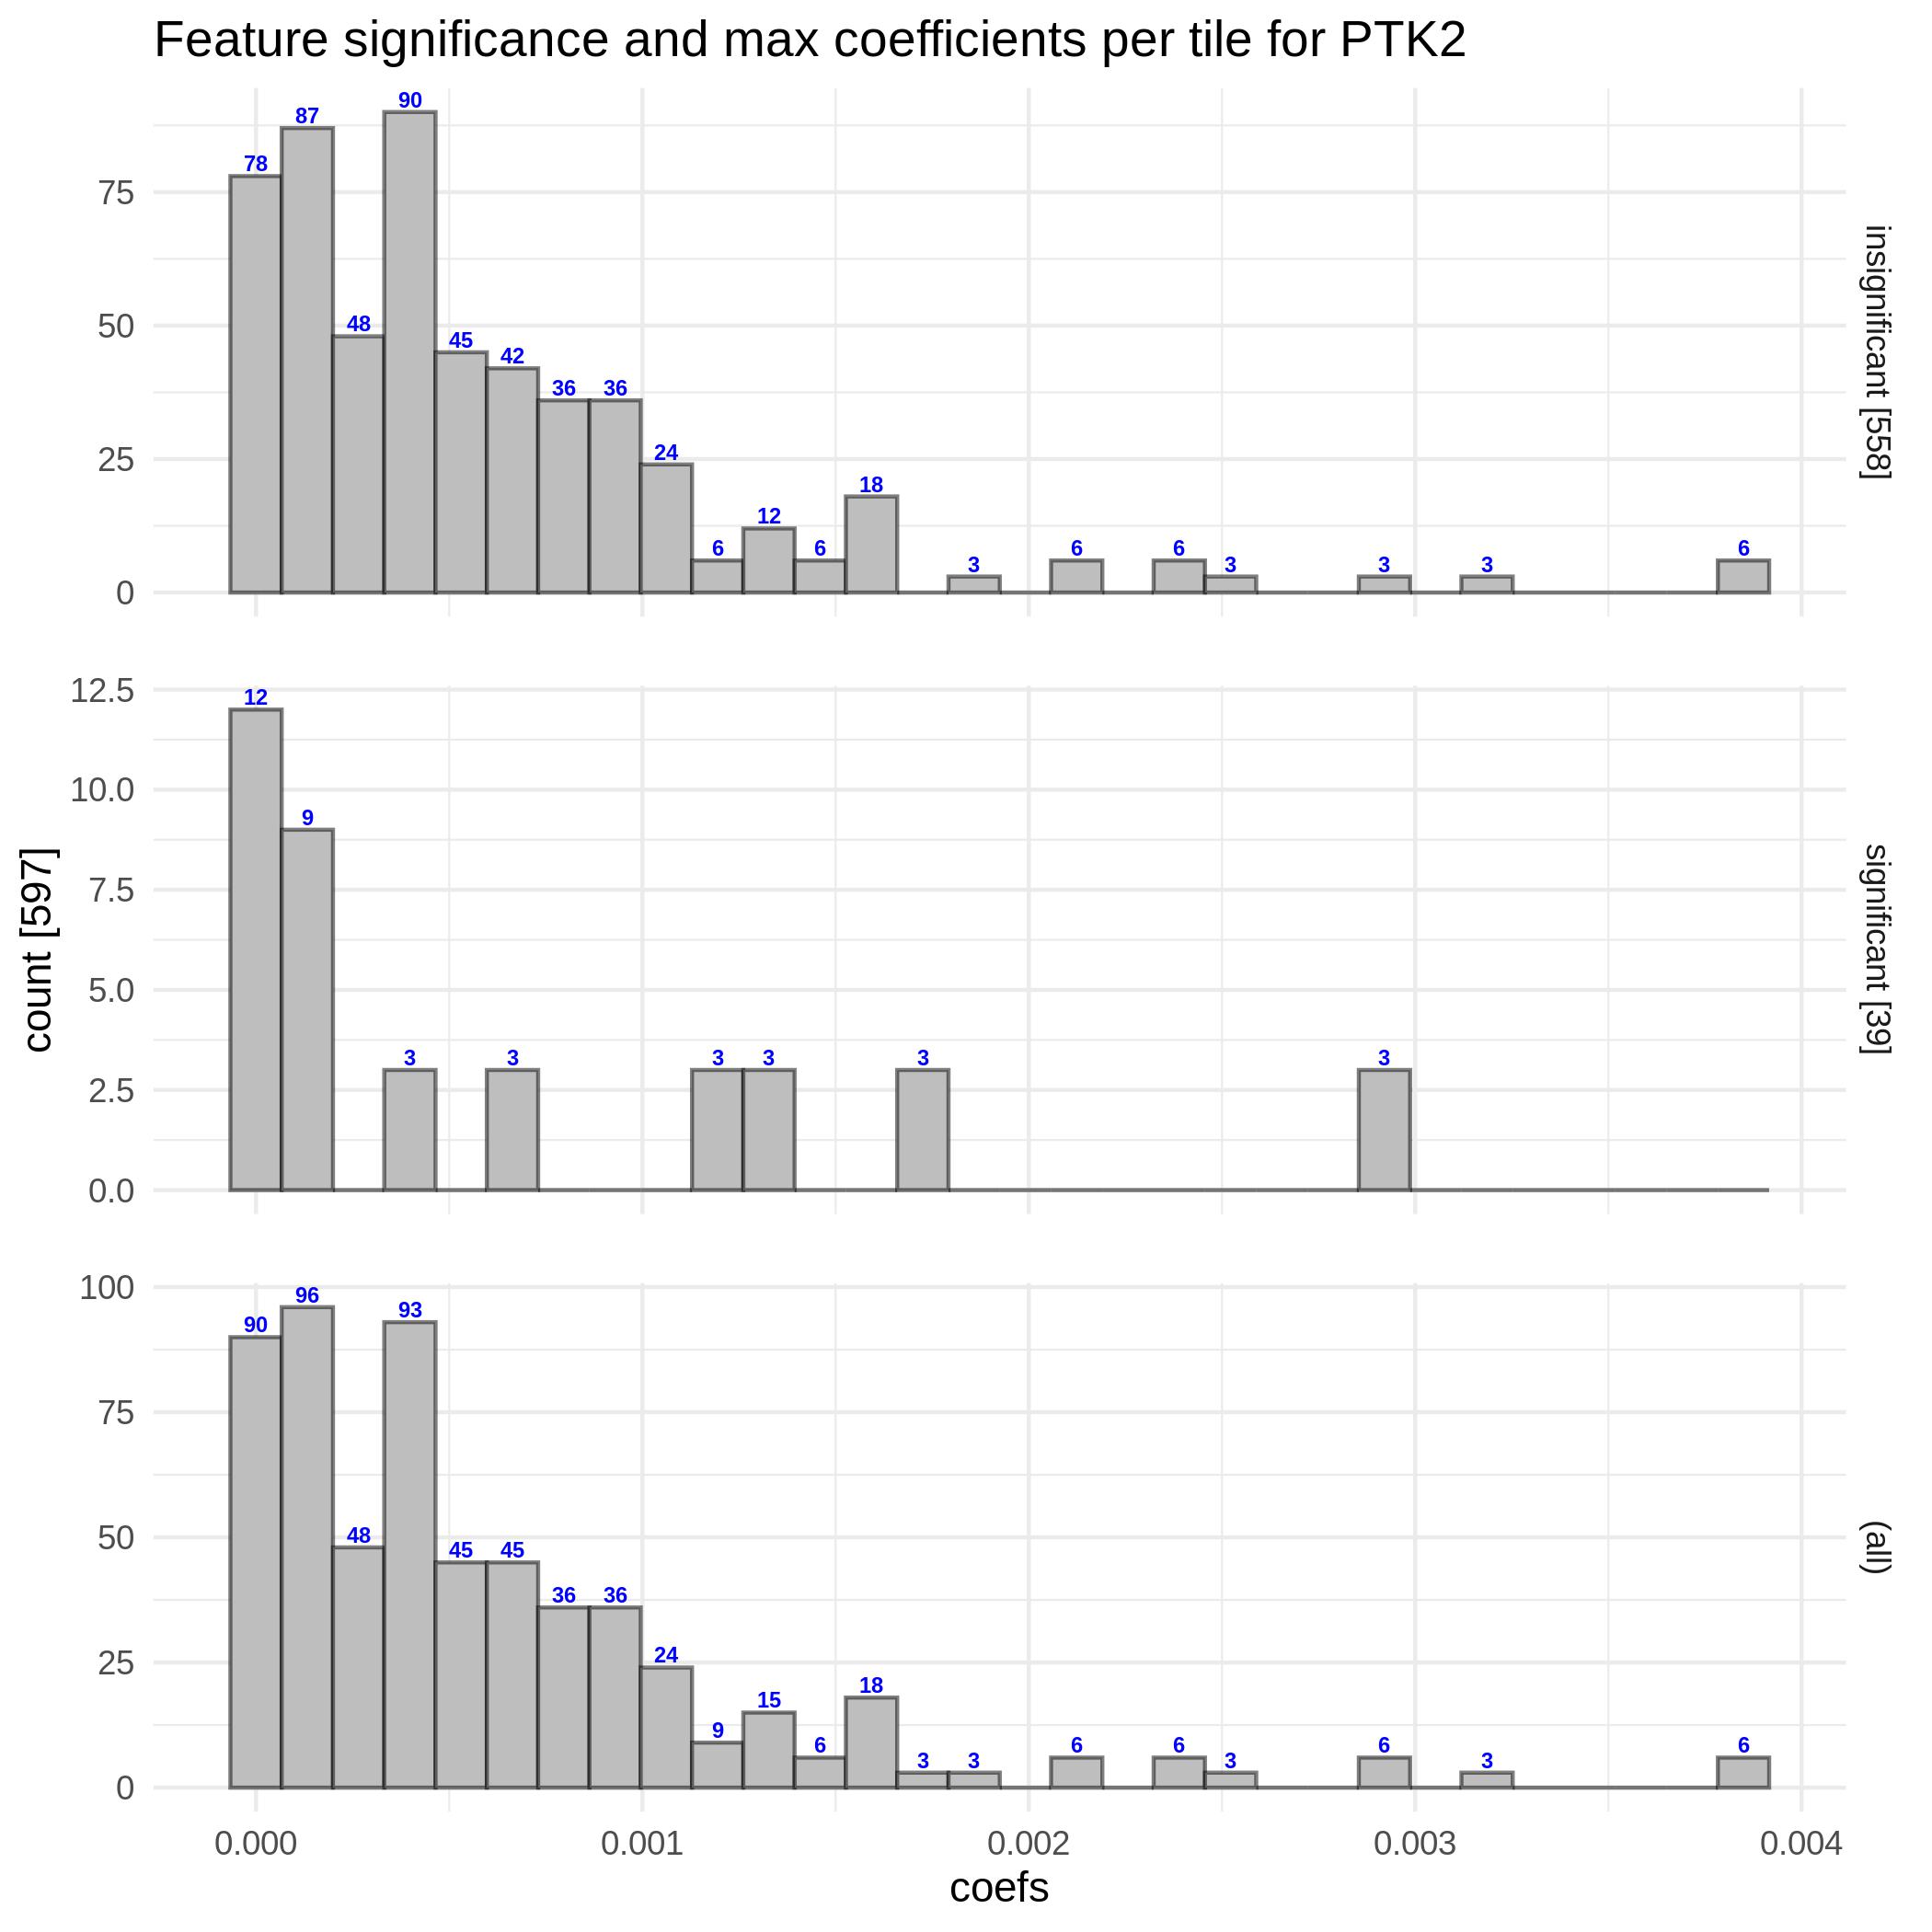 Feature significance and max coefficients per tile for PTK2
78 87 48 90 45 42 36 36 24 6 12 6 18 3 6 6 3 3 3 6
75
50
25
0
insignificant [558]
12 9 3 3 3 3 3 3
12.5
10.0
7.5
5.0
2.5
0.0
significant [39]
count [597]
90 96 48 93 45 45 36 36 24 9 15 6 18 3 3 6 6 3 6 3 6
100
75
50
25
0
(all)
0.000 0.001 0.002 0.003 0.004
coefs